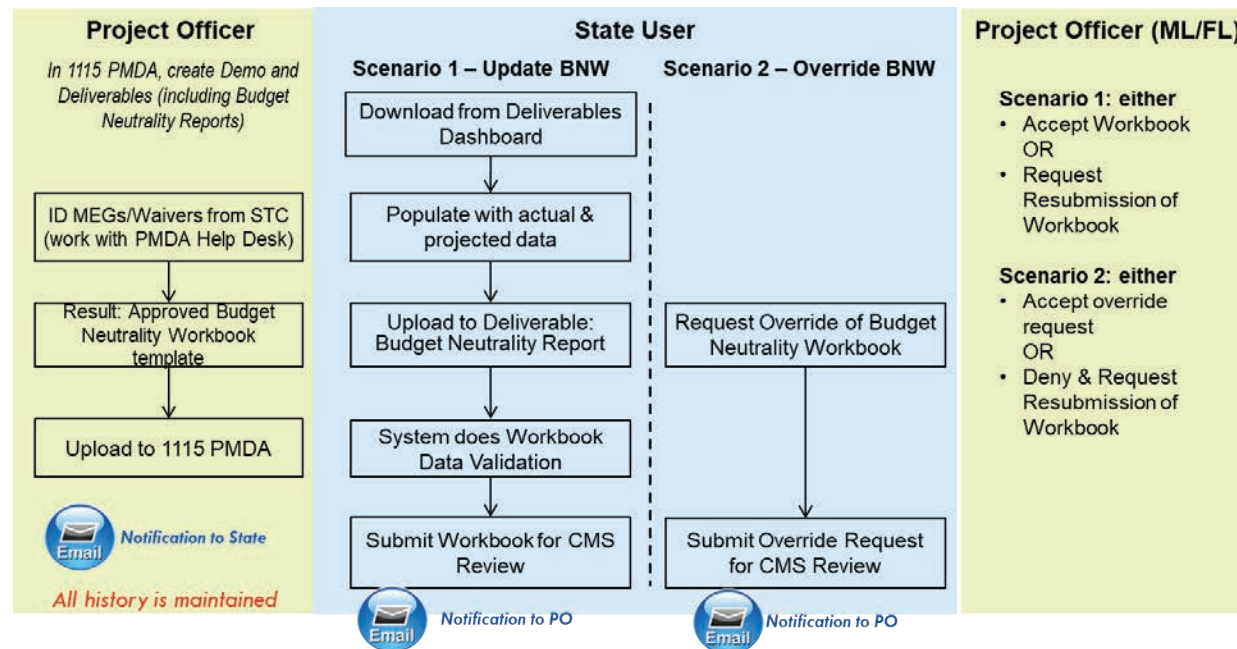 Project Officer
In 1115 PMDA, create Demo and
Deliverables (including Budget
Neutrality Reports)
ID MEGs/Waivers from STC
(work with PMDA Help Desk)
Result: Approved Budget
Neutrality Workbook
template
Upload to 1115 PMDA
Email
Notification to State
All history is maintained
State User
Scenario 1 – Update BNW
Download from Deliverables
Dashboard
Populate with actual &
projected data
Upload to Deliverable:
Budget Neutrality Report
System does Workbook
Data Validation
Submit Workbook for CMS
Review
Email
Notification to PO
Scenario 2 – Override BNW
Request Override of Budget
Neutrality Workbook
Submit Override Request
for CMS Review
Email
Notification to PO
Project Officer (ML/FL)
Scenario 1: either
• Accept Workbook
OR
• Request
Resubmission of
Workbook
Scenario 2: either
• Accept override
request
OR
• Deny & Request
Resubmission of
Workbook